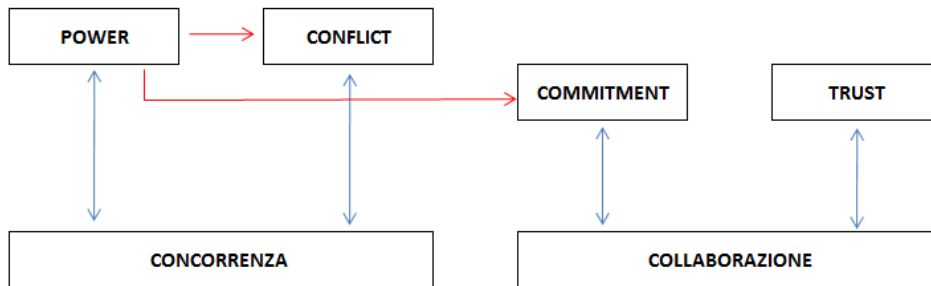 POWER
CONFLICT
COMMITMENT
TRUST
CONCORRENZA
COLLABORAZIONE